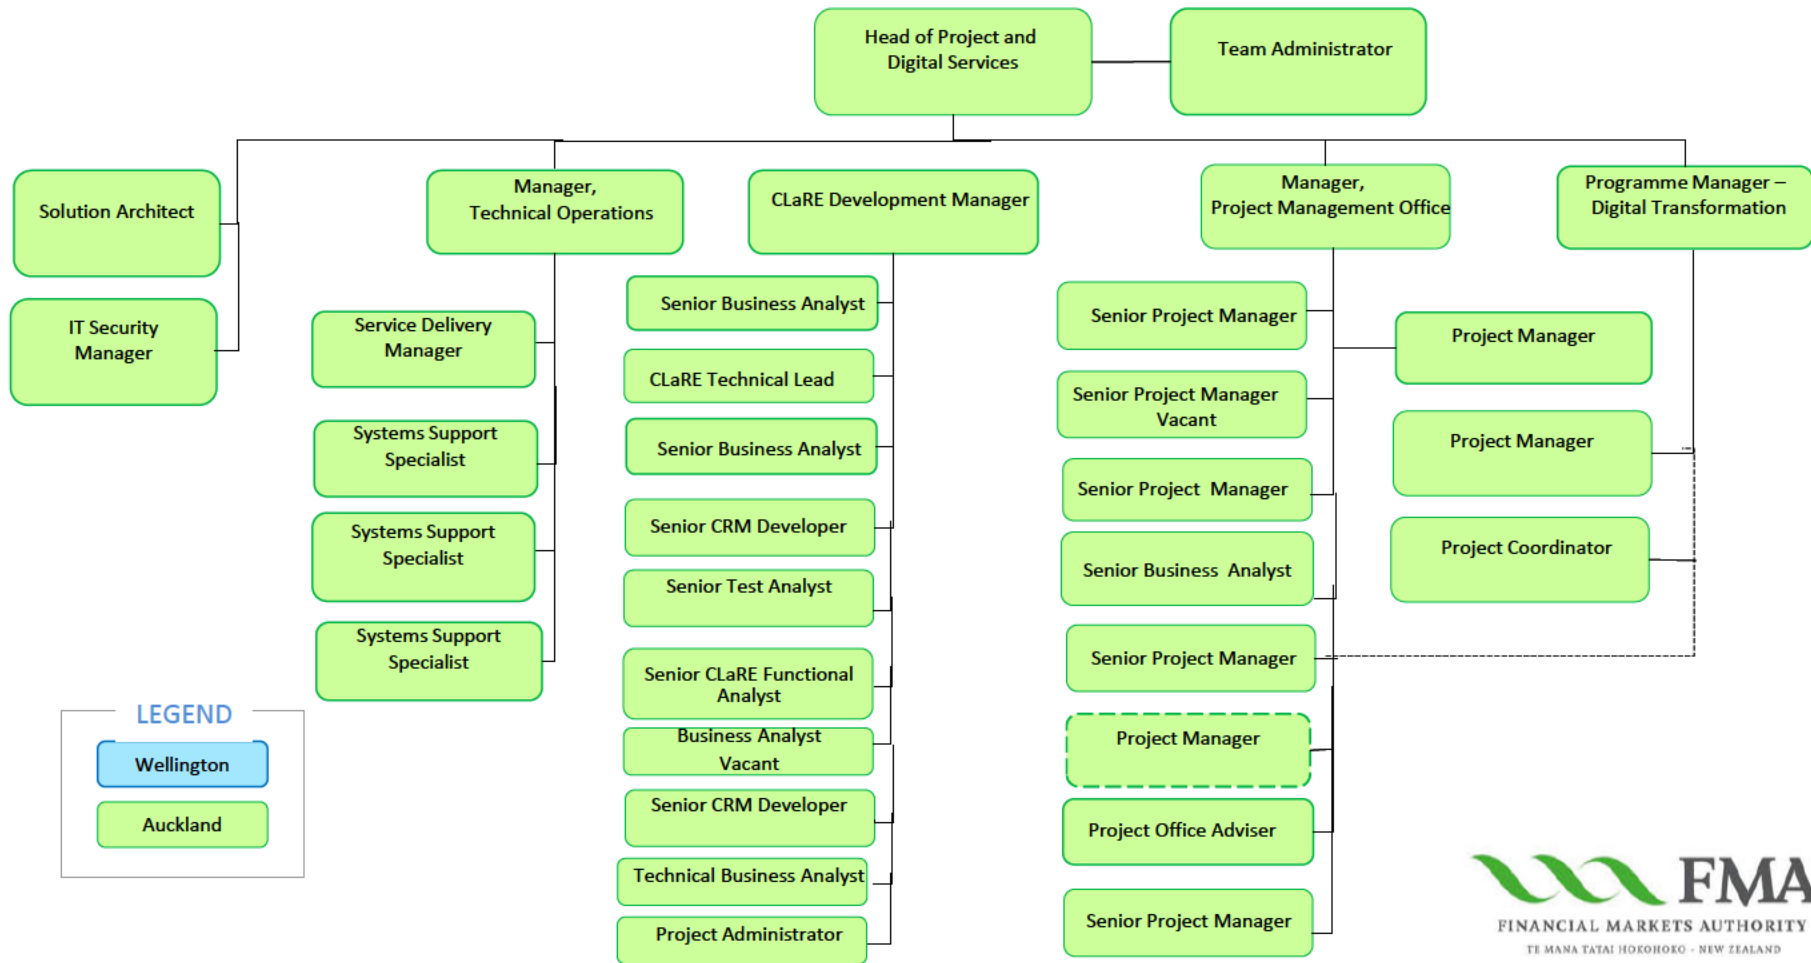 Head of Project and
Digital Services
Team Administrator
Solution Architect
IT Security
Manager
Manager,
Technical Operations
Service Delivery
Manager
Systems Support
Specialist
Systems Support
Specialist
Systems Support
Specialist
CLaRE Development Manager
Senior Business Analyst
CLaRE Technical Lead
Senior Business Analyst
Senior CRM Developer
Senior Test Analyst
Senior CLaRE Functional
Analyst
Business Analyst
Vacant
Senior CRM Developer
Technical Business Analyst
Project Administrator
Manager,
Project Management Office
Senior Project Manager
Senior Project Manager
Vacant
Senior Project Manager
Senior Business Analyst
Senior Project Manager
Project Manager
Project Office Adviser
Senior Project Manager
Project Manager
Programme Manager –
Digital Transformation
Project Manager
Project Coordinator
LEGEND
Wellington
Auckland
FMA
FINANCIAL MARKETS AUTHORITY
TE MANA TATAI HOKOHOKO - NEW ZEALAND